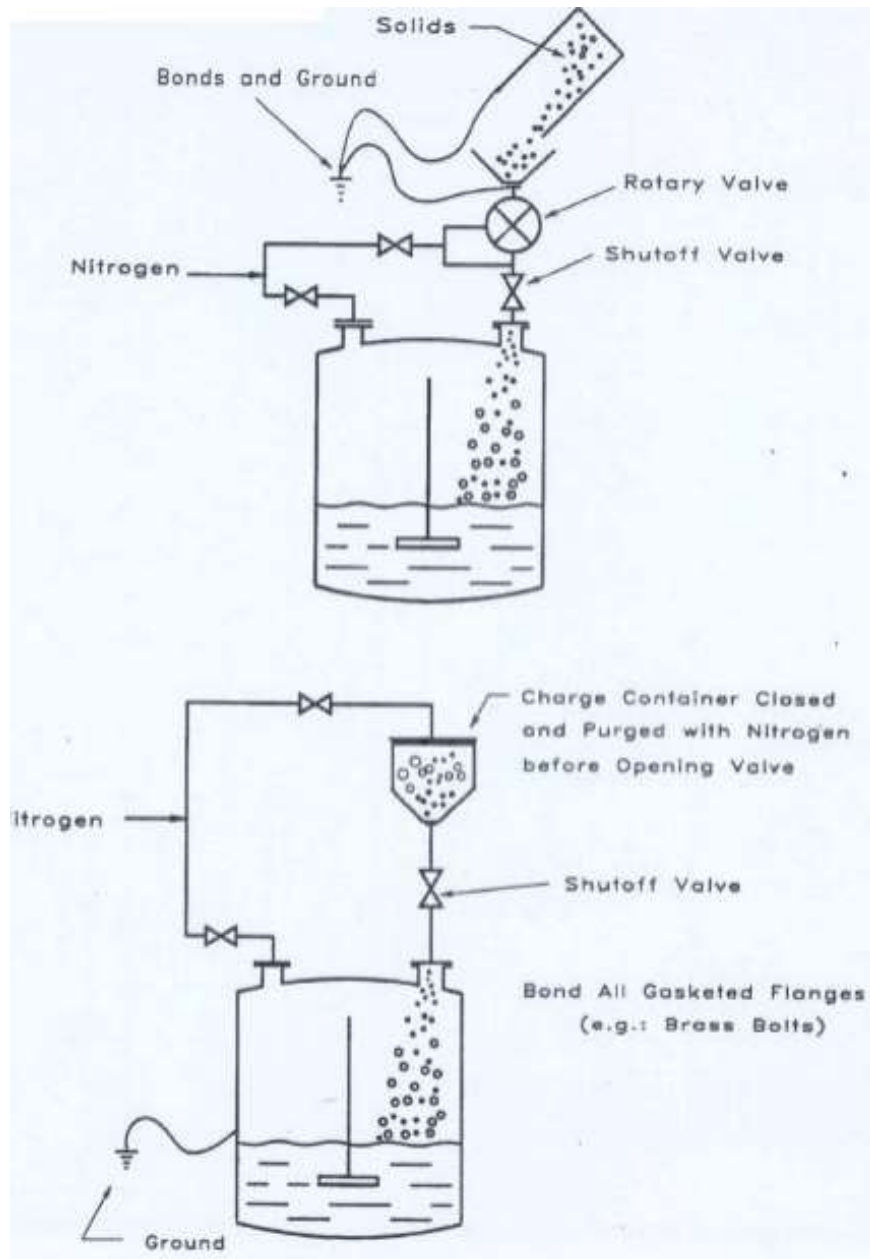 Solids
Bonds and Ground
Rotary Valve
Shutoff Valve
Nitrogen
Charge Container Closed
and Purged with Nitrogen
before Opening Valve
itrogen
Shutoff Valve
Bond All Gasketed Flanges
(e.g.: Brass Bolts)
Ground